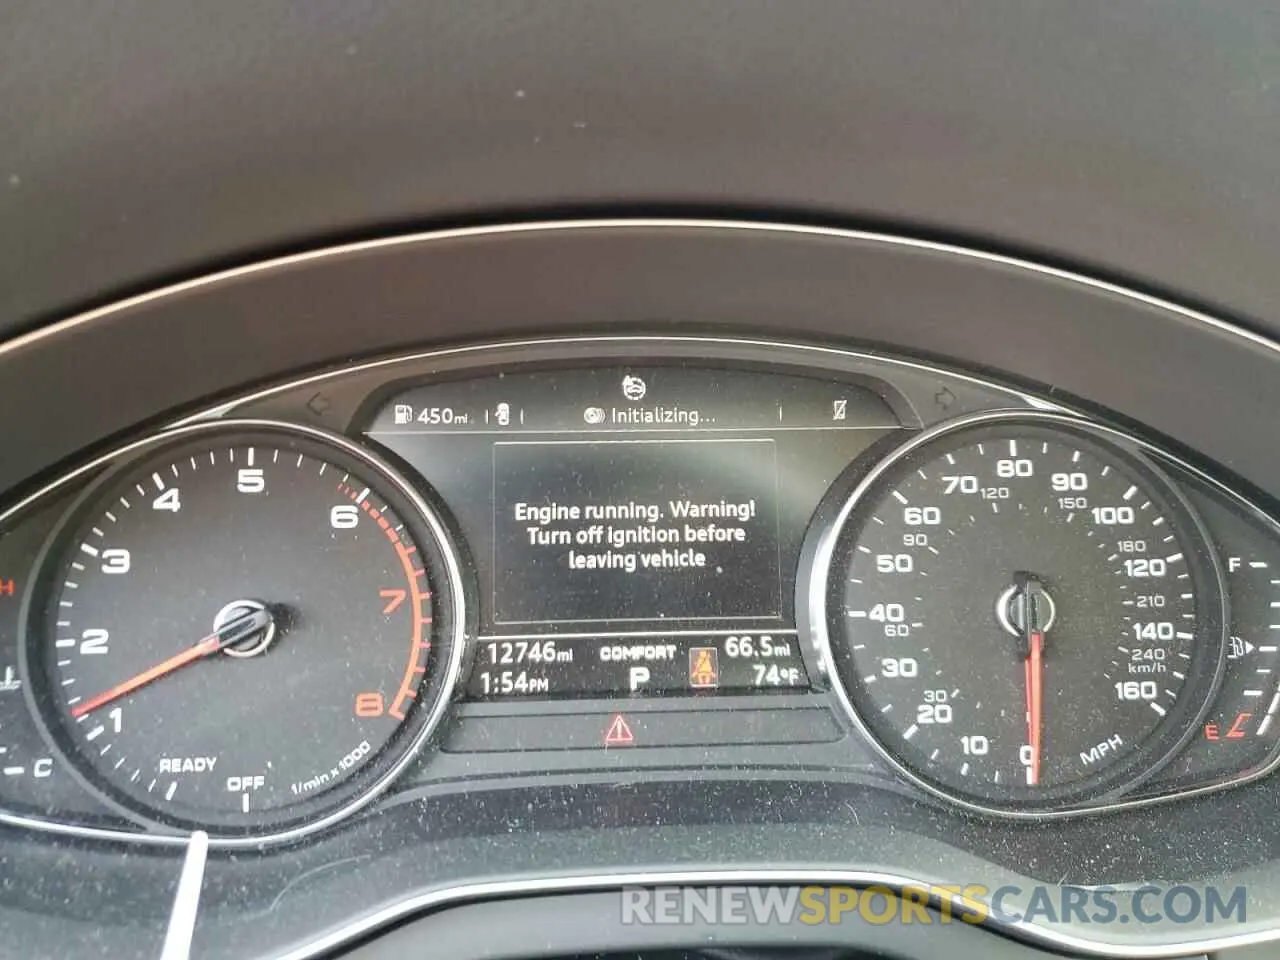 450mi
Initializing...
Engine running. Warning!
Turn off ignition before
leaving vehicle
12746mi
COMFORT
66.5mi
1:54PM
P
74°F
1
2
3
4
5
6
7
8
READY
OFF
1/min x 1000
H
C
0
10
20
30
40
50
60
70
80
90
100
120
140
160
30
60
90
120
150
180
210
240
km/h
MPH
F
E
RENEWSPORTSCARS.COM